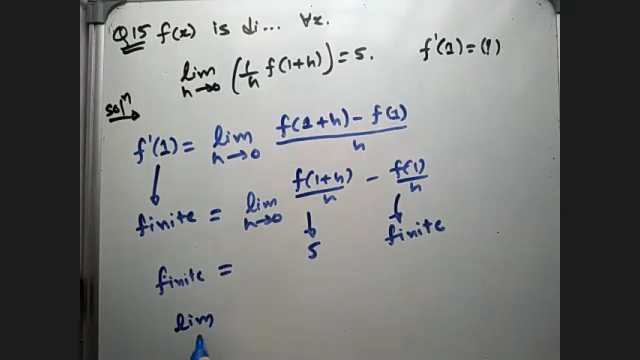 Q15 f(x) is di... ∀x.
lim h→0 (1/h f(1+h)) = 5. f'(1)=(1)
solⁿ
f'(1) = lim h→0 f(1+h) - f(1) / h
finite = lim h→0 f(1+h)/h - f(1)/h
5 finite
finite =
lim